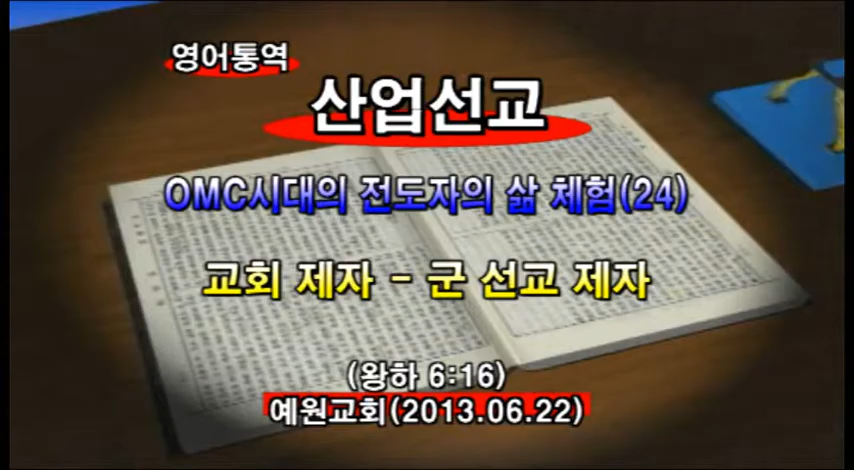 영어통역
산업선교
OMC시대의 전도자의 삶 체험(24)
교회 제자 - 군 선교 제자
(왕하 6:16)
예원교회(2013.06.22)